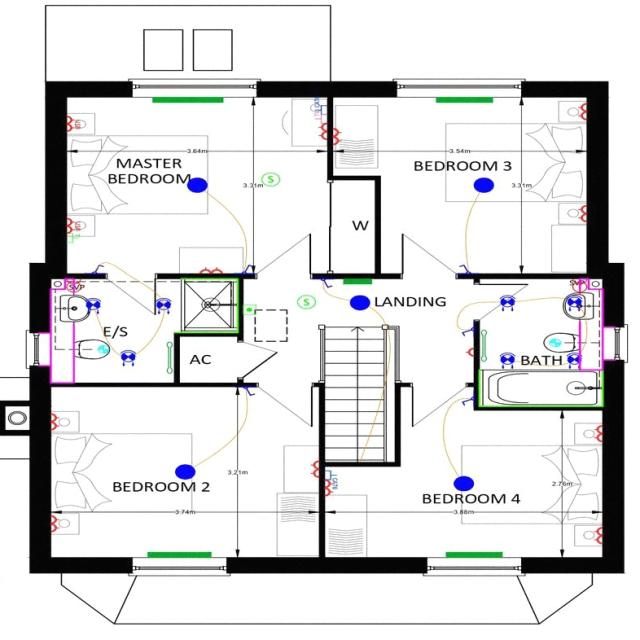 3.64m
3.54m
MASTER
BEDROOM
3.31m
S
BEDROOM 3
3.31m
W
SVP
SVP
S
LANDING
E/S
AC
BATH
3.21m
BEDROOM 2
3.74m
2.76m
BEDROOM 4
3.88m